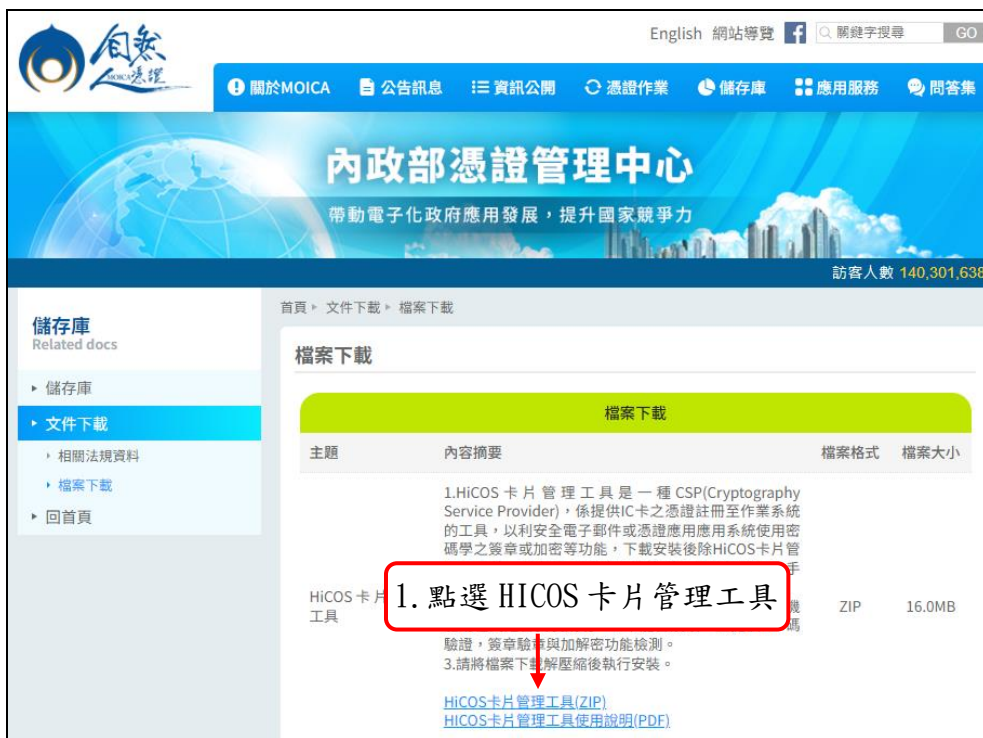 自然
人憑證
MOICA
English 網站導覽 f 關鍵字搜尋 GO
關於MOICA 公告訊息 資訊公開 憑證作業 儲存庫 應用服務 問答集
內政部憑證管理中心
帶動電子化政府應用發展，提升國家競爭力
訪客人數 140,301,638
儲存庫
Related docs
儲存庫
文件下載
相關法規資料
檔案下載
回首頁
首頁 文件下載 檔案下載
檔案下載
檔案下載
主題 內容摘要 檔案格式 檔案大小
1.HiCOS 卡片管理工具是一種 CSP(Cryptography
Service Provider)，係提供IC卡之憑證註冊至作業系統
的工具，以利安全電子郵件或憑證應用應用系統使用密
碼學之簽章或加密等功能，下載安裝後除HiCOS卡片管
手
HiCOS 卡片
工具
1.點選 HICOS 卡片管理工具
ZIP 16.0MB
碼
驗證，簽章驗章與加解密功能檢測。
3.請將檔案下載解壓縮後執行安裝。
HiCOS卡片管理工具(ZIP)
HICOS卡片管理工具使用說明(PDF)